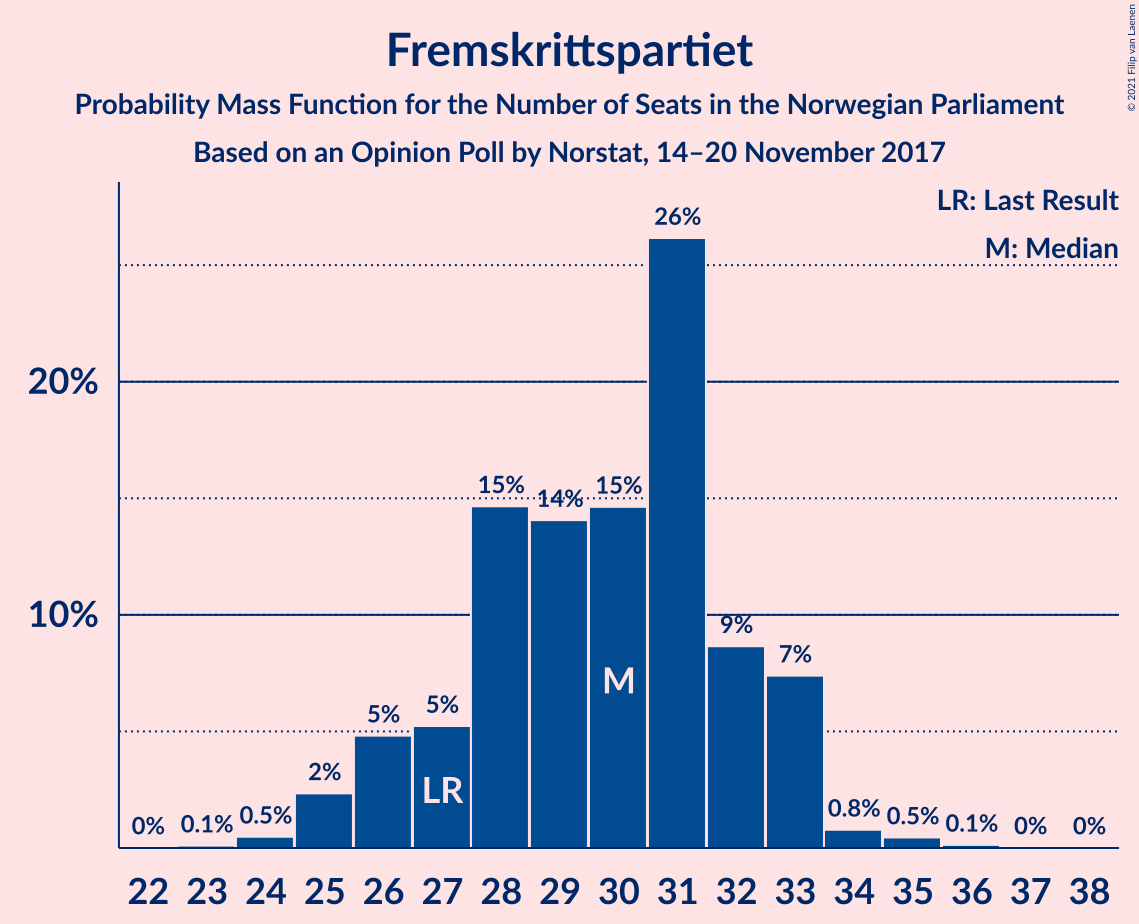 Fremskrittspartiet
Probability Mass Function for the Number of Seats in the Norwegian Parliament
Based on an Opinion Poll by Norstat, 14–20 November 2017
© 2021 Filip van Laenen
LR: Last Result
M: Median
20%
10%
0%
0.1%
0.5%
2%
5%
5%
15%
14%
15%
26%
9%
7%
0.8%
0.5%
0.1%
0%
0%
LR
M
22 23 24 25 26 27 28 29 30 31 32 33 34 35 36 37 38